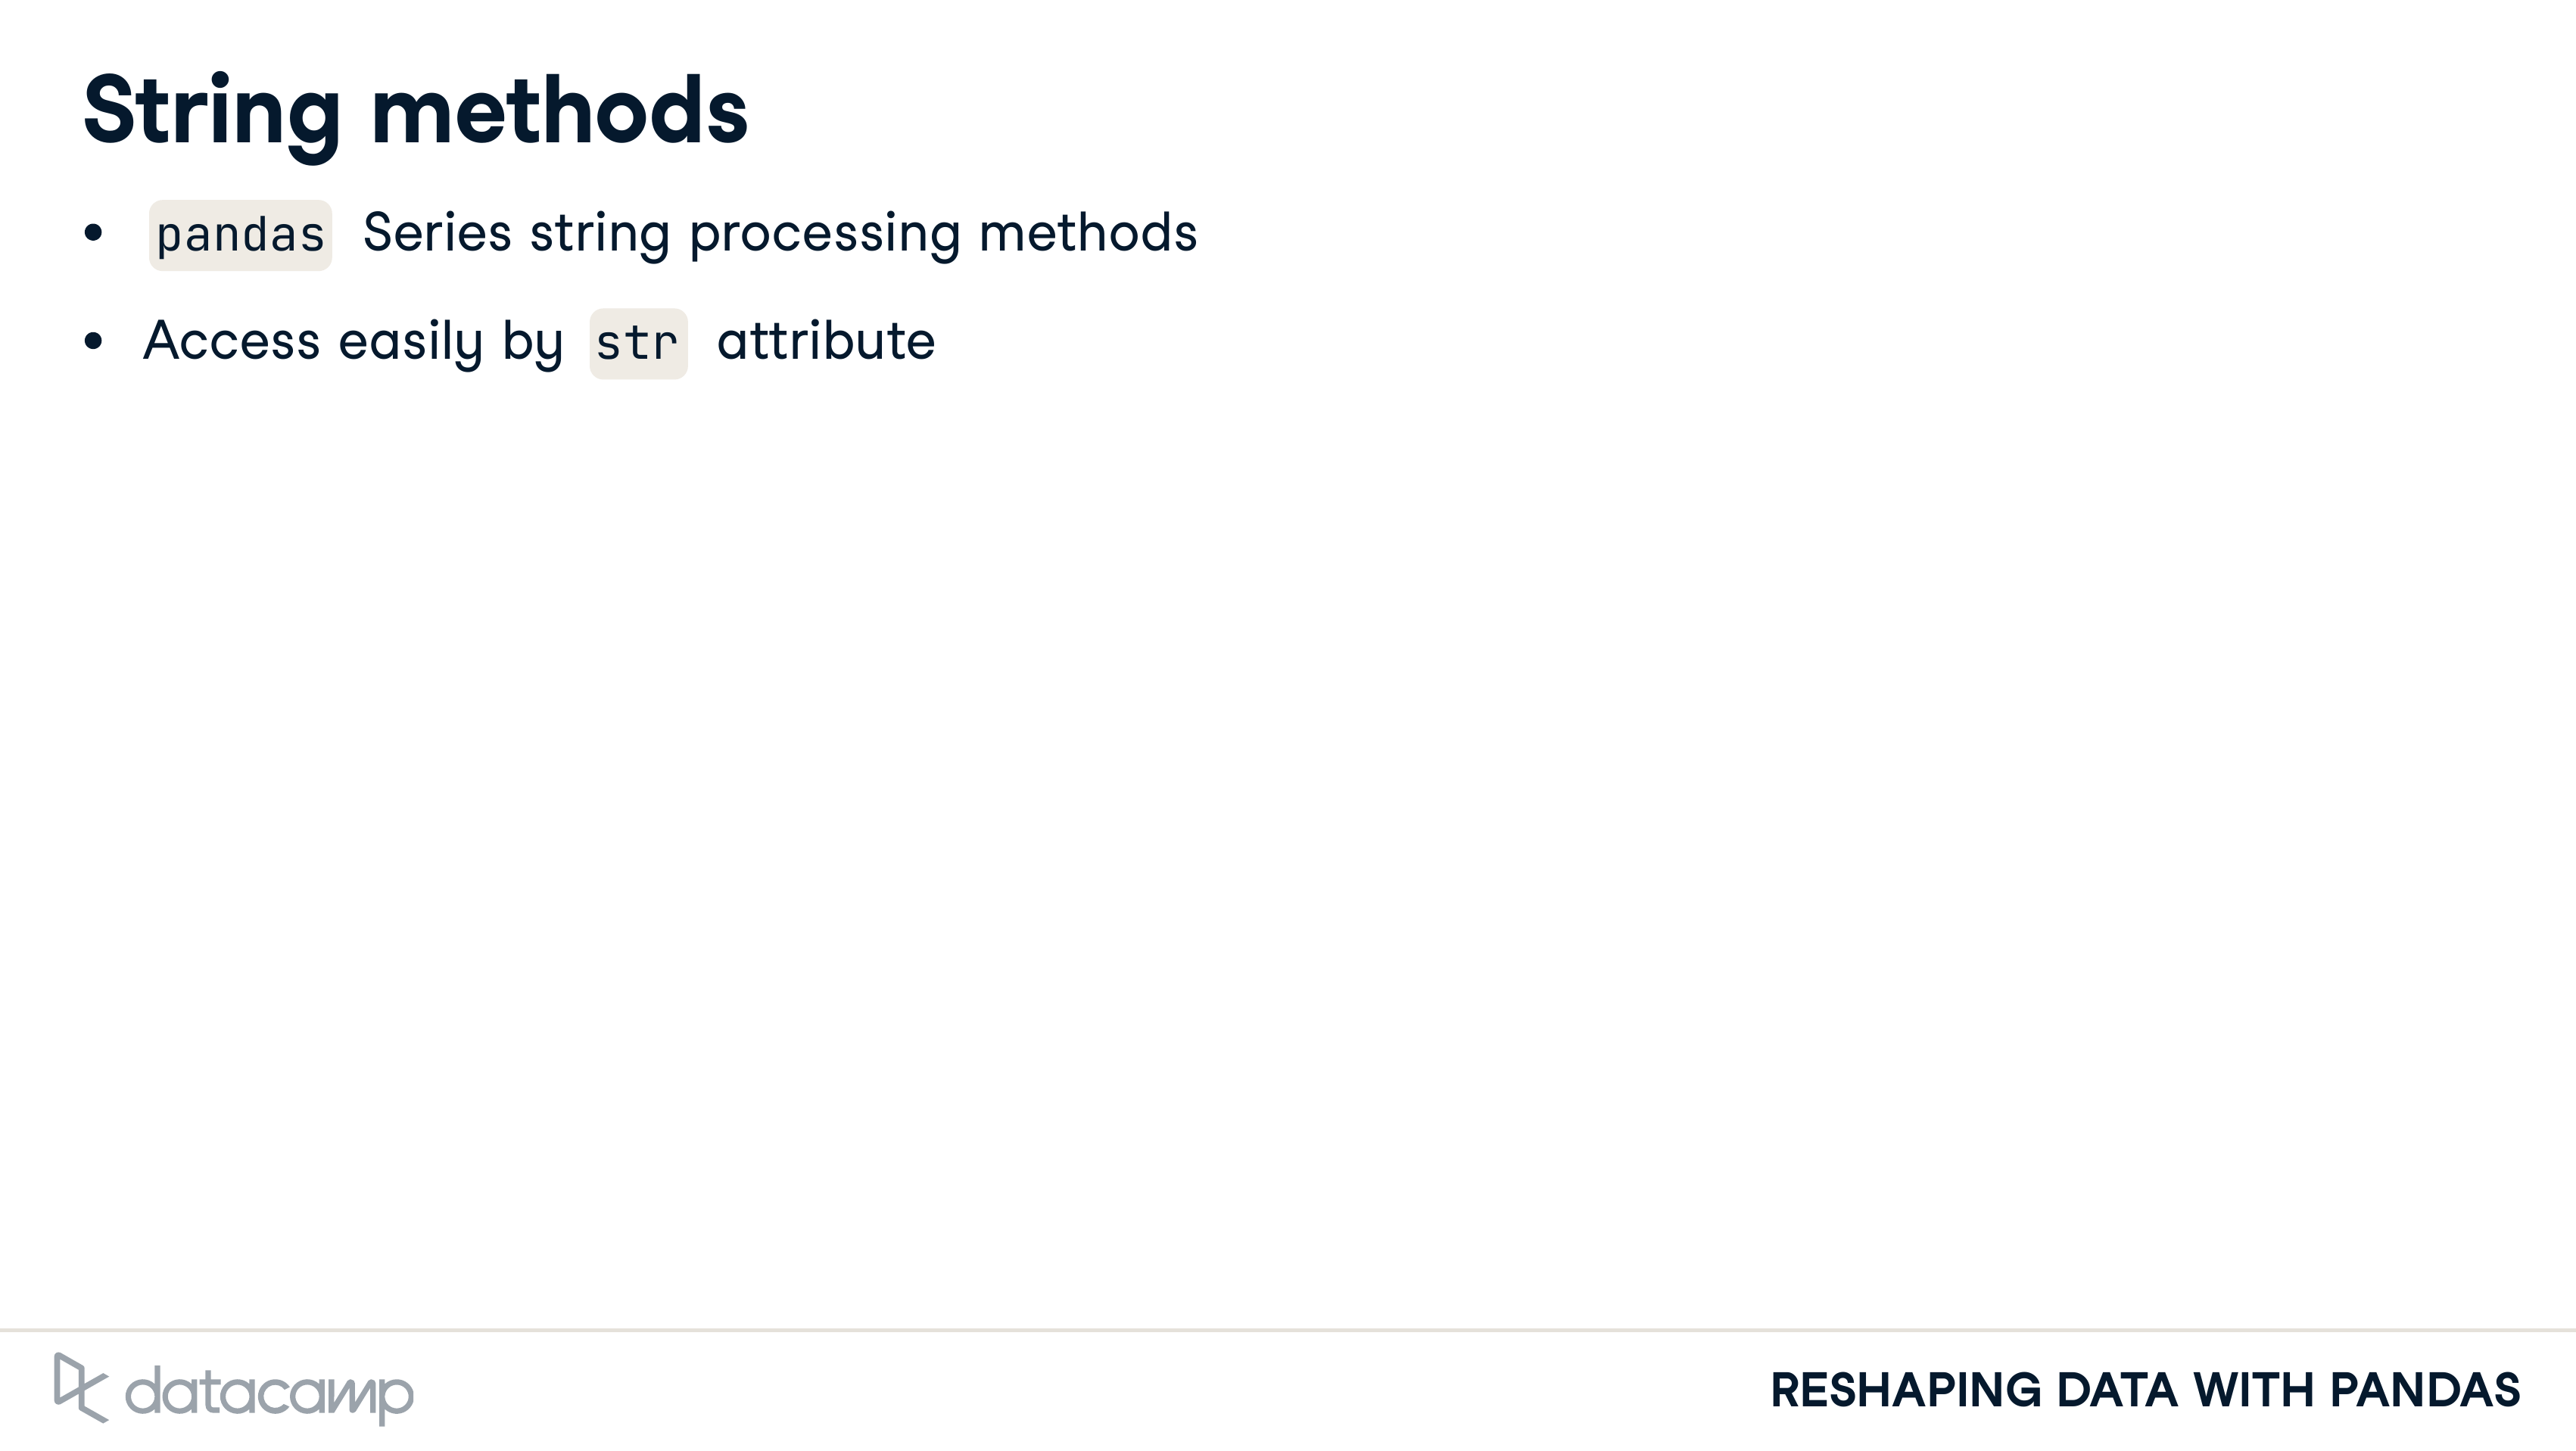 String methods
• pandas Series string processing methods
• Access easily by str attribute
datacamp
RESHAPING DATA WITH PANDAS